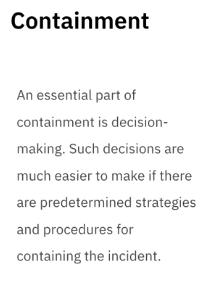 Containment
An essential part of
containment is decision-
making. Such decisions are
much easier to make if there
are predetermined strategies
and procedures for
containing the incident.